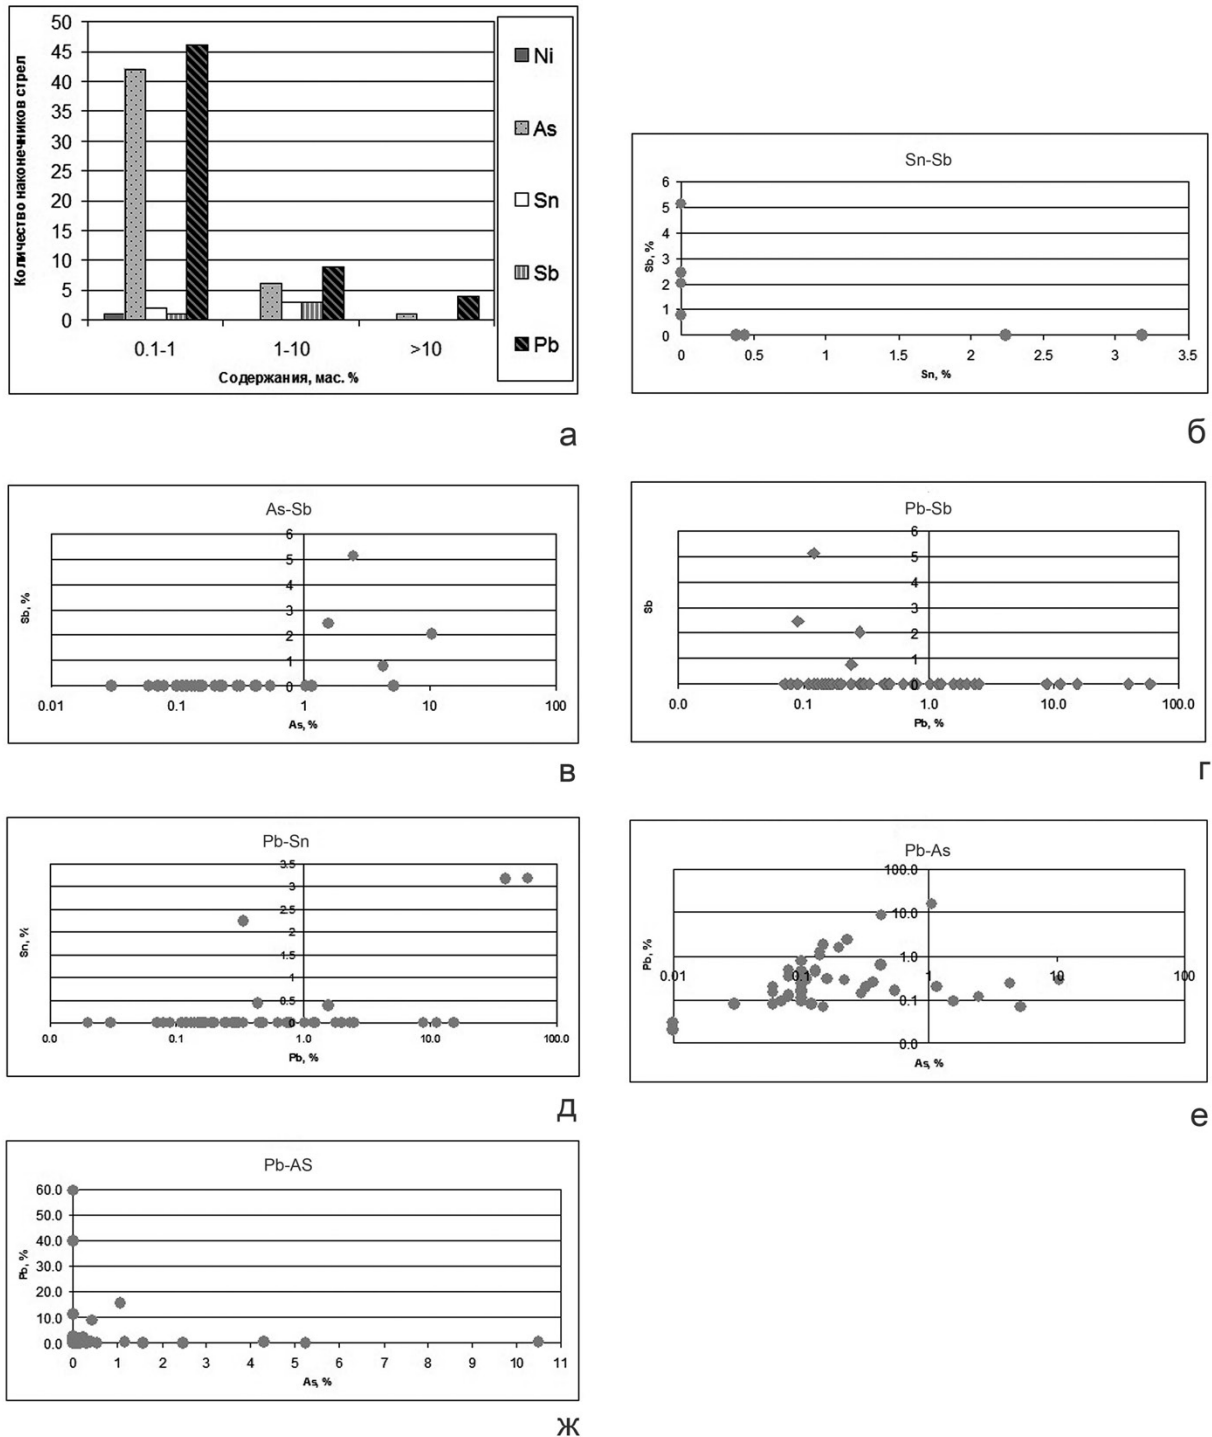 50
45
40
35
30
25
20
15
10
5
0
Количество наконечников стрел
0.1-1 1-10 >10
Содержания, мас. %
Ni
As
Sn
Sb
Pb
а
Sn-Sb
6
5
4
3
2
1
0
Sb, %
0 0.5 1 1.5 2 2.5 3 3.5
Sn, %
б
As-Sb
6
5
4
3
2
1
0
Sb, %
0.01 0.1 1 10 100
As, %
в
Pb-Sb
6
5
4
3
2
1
0
Sb
0.0 0.1 1.0 10.0 100.0
Pb, %
г
Pb-Sn
3.5
3
2.5
2
1.5
1
0.5
0
Sn, %
0.0 0.1 1.0 10.0 100.0
Pb, %
д
Pb-As
100.0
10.0
1.0
0.1
0.0
Pb, %
0.01 0.1 1 10 100
As, %
е
Pb-AS
60.0
50.0
40.0
30.0
20.0
10.0
0.0
Pb, %
0 1 2 3 4 5 6 7 8 9 10 11
As, %
ж